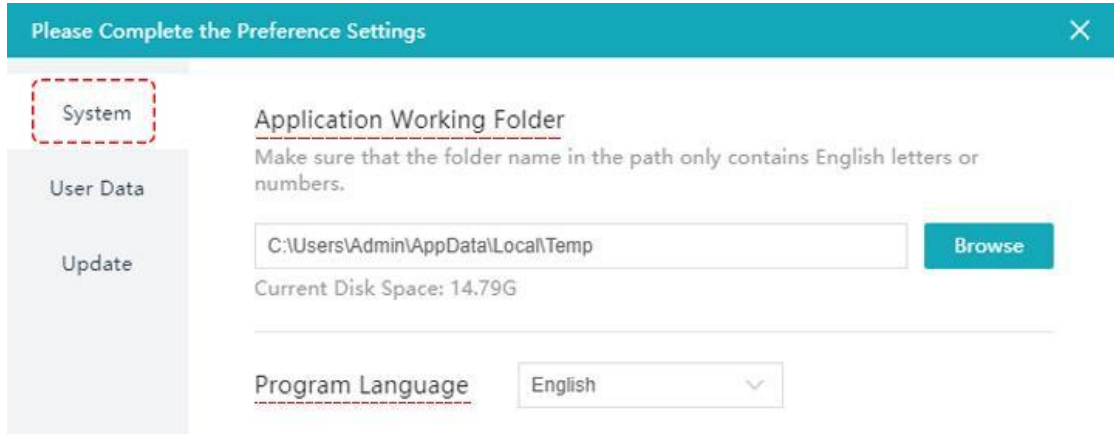 Please Complete the Preference Settings
System
User Data
Update
Application Working Folder
Make sure that the folder name in the path only contains English letters or
numbers.
C:\Users\Admin\AppData\Local\Temp
Browse
Current Disk Space: 14.79G
Program Language
English